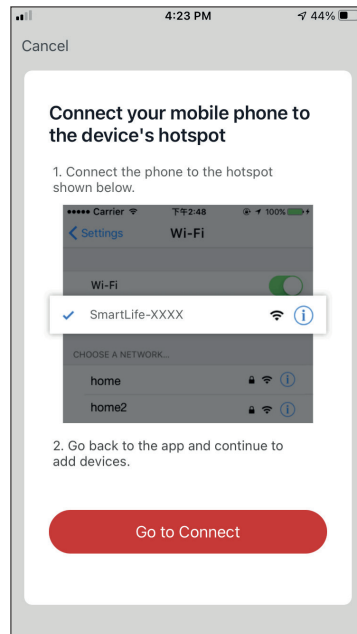 4:23 PM
44%
Cancel
Connect your mobile phone to
the device's hotspot
1. Connect the phone to the hotspot
shown below.
Carrier
下午2:48
100%
Settings
Wi-Fi
Wi-Fi
SmartLife-XXXX
CHOOSE A NETWORK...
home
home2
2. Go back to the app and continue to
add devices.
Go to Connect